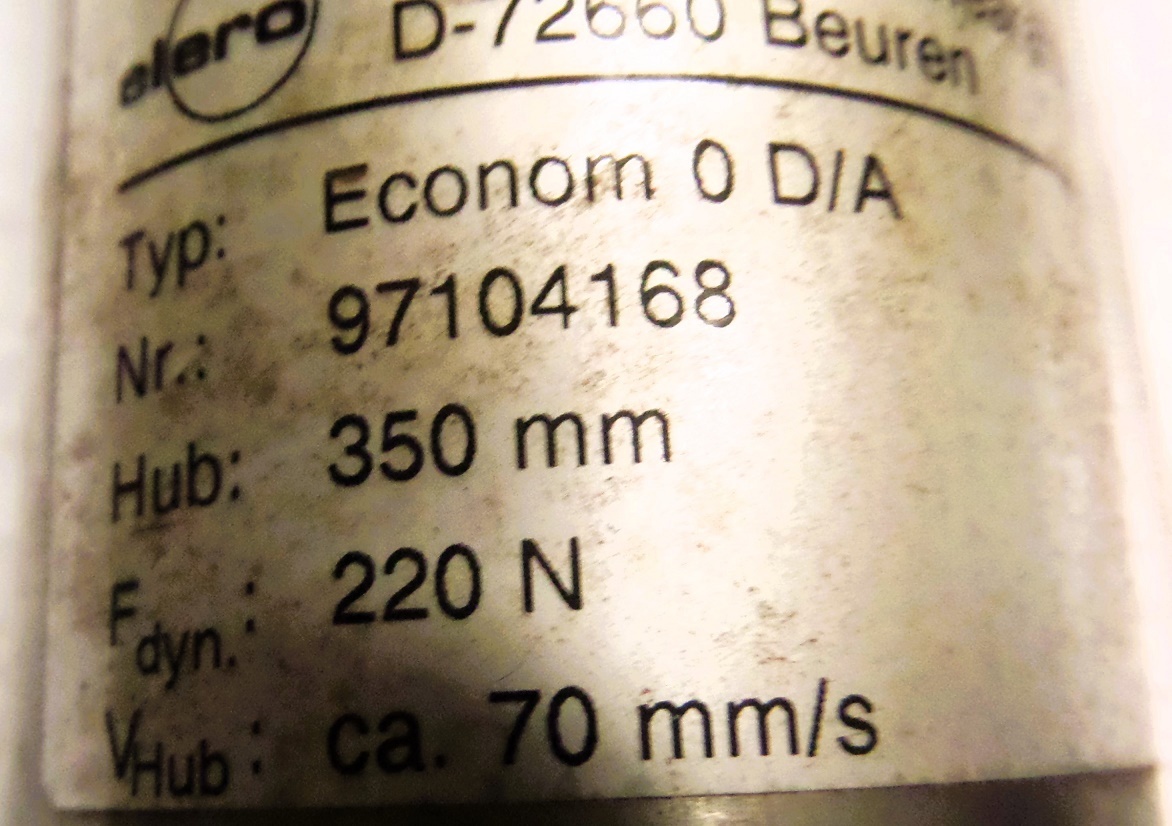 elero D-72660 Beuren
Typ: Econom 0 D/A
Nr.: 97104168
Hub: 350 mm
Fdyn.: 220 N
VHub: ca. 70 mm/s